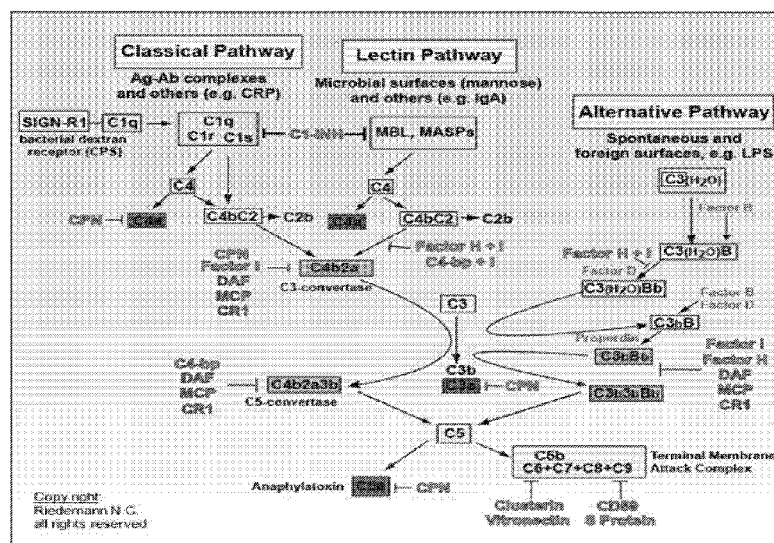 Classical Pathway
Ag-Ab complexes
and others (e.g. CRP)
Lectin Pathway
Microbial surfaces (mannose)
and others (e.g. IgA)
Alternative Pathway
Spontaneous and
foreign surfaces, e.g. LPS
SIGN-R1
C1q
bacterial dextran
receptor (CPS)
C1q
C1r C1s
C1-INH
MBL, MASPs
C3(H₂O)
Factor B
C4
C4
CPN
C4a
C4bC2
C2b
C4a
C4bC2
C2b
Factor H + I
C4-bp + I
C3(H₂O)B
Factor H + I
Factor D
C3(H₂O)Bb
CPN
Factor I
DAF
MCP
CR1
C4b2a
C3-convertase
C3
Factor B
Factor D
C3bB
Properdin
C3bBb
Factor I
Factor H
DAF
MCP
CR1
C4-bp
DAF
MCP
CR1
C4b2a3b
C5-convertase
C3b
C3a
CPN
C3b3bBb
C5
C5b
C6+C7+C8+C9
Terminal Membrane
Attack Complex
Anaphylatoxin
C5a
CPN
Clusterin
Vitronectin
CD59
S Protein
Copy right:
Riedemann N.C.
all rights reserved